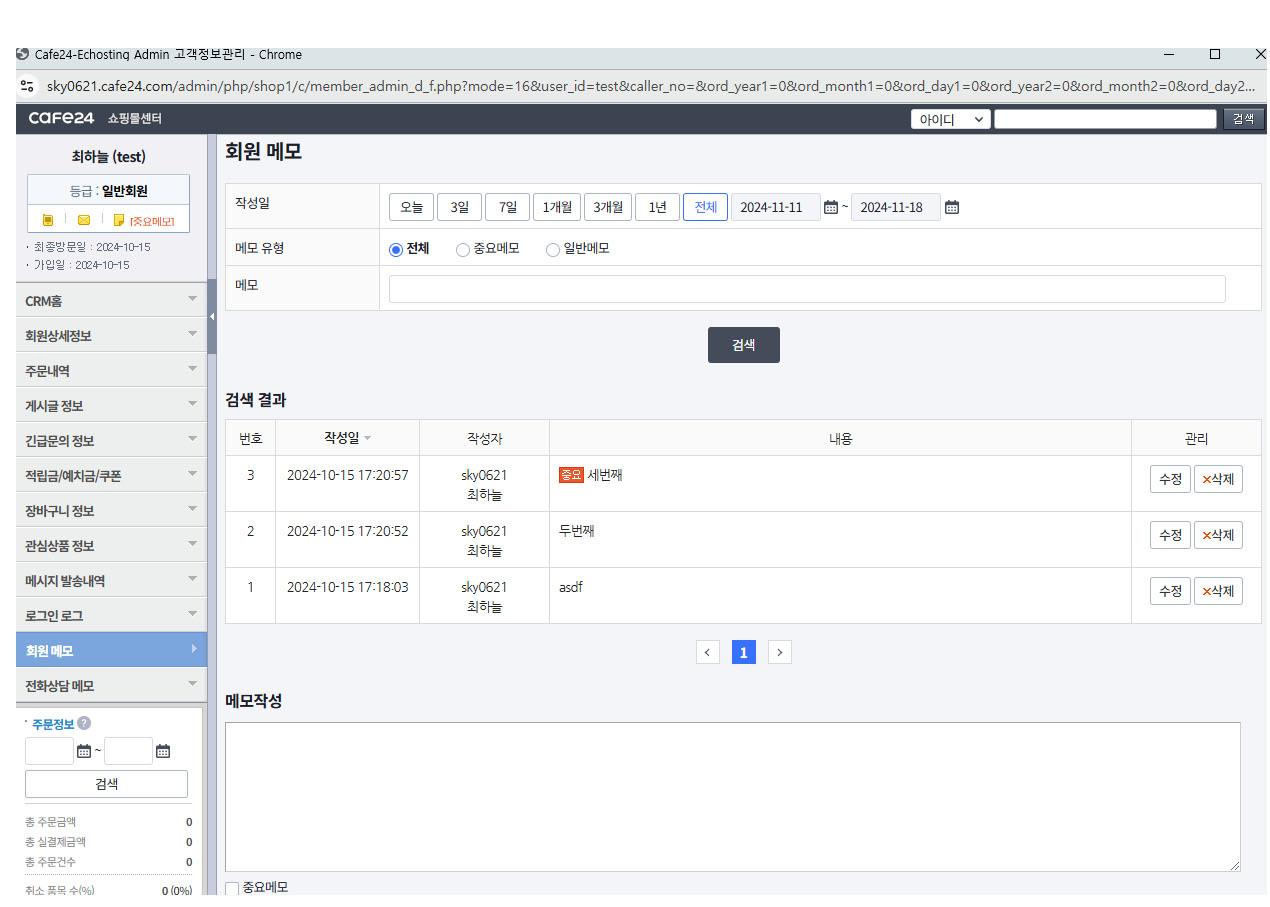 Cafe24-Echosting Admin 고객정보관리 - Chrome
sky0621.cafe24.com/admin/php/shop1/c/member_admin_d_f.php?mode=16&user_id=test&caller_no=&ord_year1=0&ord_month1=0&ord_day1=0&ord_year2=0&ord_month2=0&ord_day2...
cafe24 쇼핑몰센터 아이디 검색
최하늘 (test)
등급 : 일반회원
[중요메모]
· 최종방문일 : 2024-10-15
· 가입일 : 2024-10-15
CRM홈
회원상세정보
주문내역
게시글 정보
긴급문의 정보
적립금/예치금/쿠폰
장바구니 정보
관심상품 정보
메시지 발송내역
로그인 로그
회원 메모
전화상담 메모
· 주문정보 ?
~
검색
총 주문금액 0
총 실결제금액 0
총 주문건수 0
취소 품목 수(%) 0 (0%)
회원 메모
작성일 오늘 3일 7일 1개월 3개월 1년 전체 2024-11-11 ~ 2024-11-18
메모 유형 전체 중요메모 일반메모
메모
검색
검색 결과
번호 작성일 작성자 내용 관리
3 2024-10-15 17:20:57 sky0621 중요 세번째 수정 ×삭제
최하늘
2 2024-10-15 17:20:52 sky0621 두번째 수정 ×삭제
최하늘
1 2024-10-15 17:18:03 sky0621 asdf 수정 ×삭제
최하늘
< 1 >
메모작성
중요메모